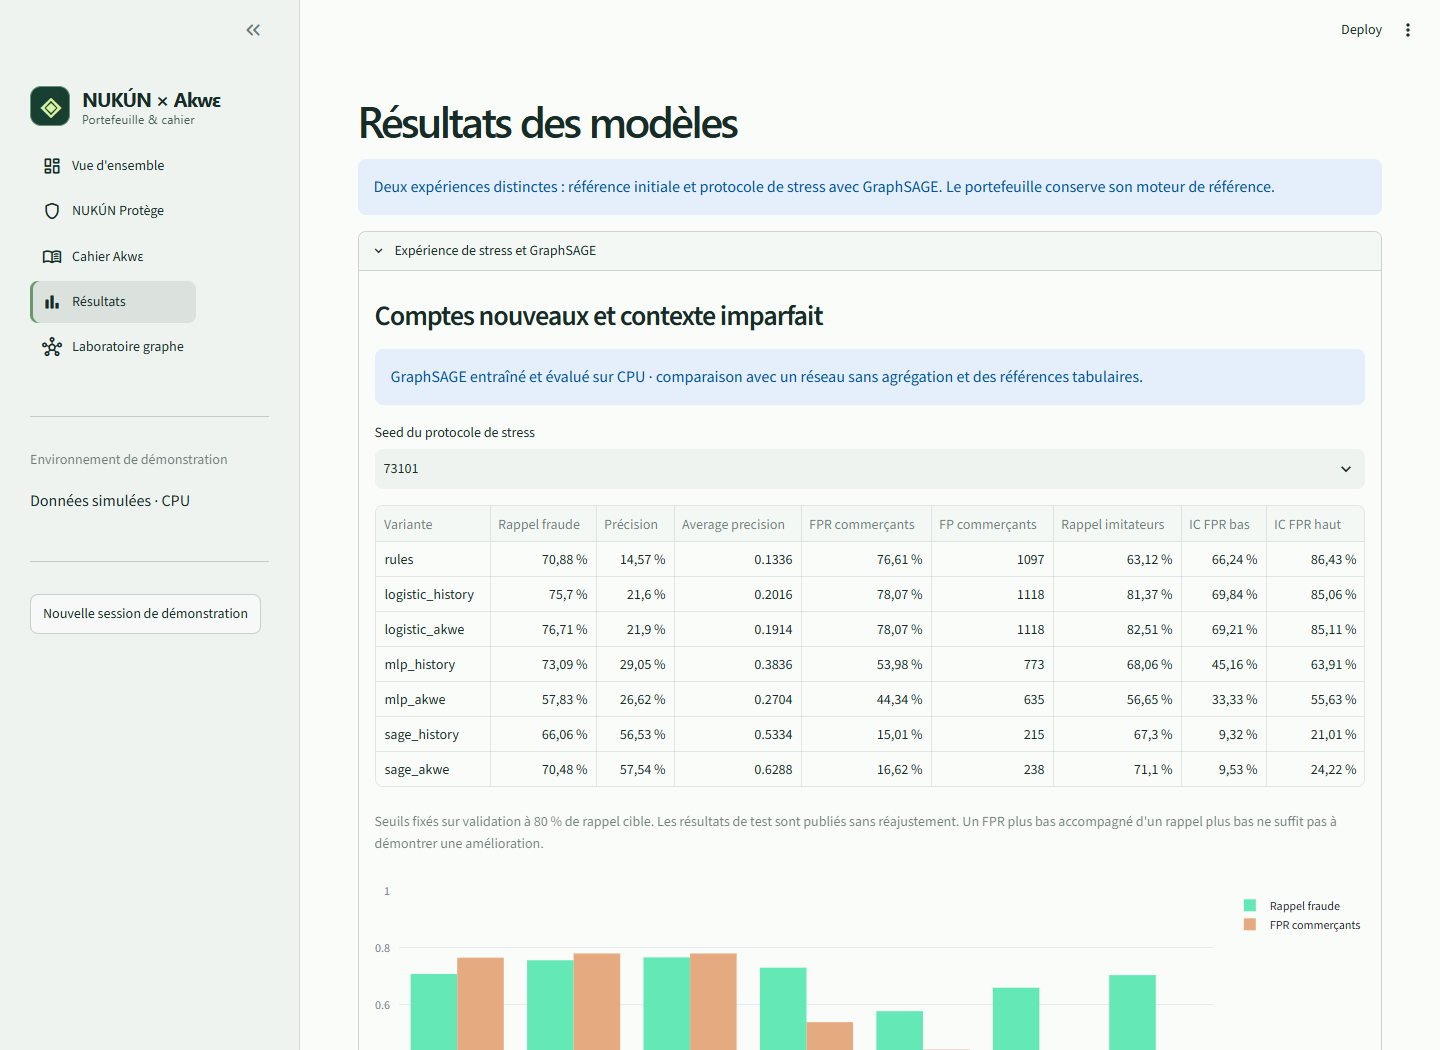 Deploy
NUKÚN × Akwɛ
Portefeuille & cahier
Vue d'ensemble
NUKÚN Protège
Cahier Akwɛ
Résultats
Laboratoire graphe
Environnement de démonstration
Données simulées · CPU
Nouvelle session de démonstration
Résultats des modèles
Deux expériences distinctes : référence initiale et protocole de stress avec GraphSAGE. Le portefeuille conserve son moteur de référence.
Expérience de stress et GraphSAGE
Comptes nouveaux et contexte imparfait
GraphSAGE entraîné et évalué sur CPU · comparaison avec un réseau sans agrégation et des références tabulaires.
Seed du protocole de stress
73101
Variante Rappel fraude Précision Average precision FPR commerçants FP commerçants Rappel imitateurs IC FPR bas IC FPR haut
rules 70,88 % 14,57 % 0.1336 76,61 % 1097 63,12 % 66,24 % 86,43 %
logistic_history 75,7 % 21,6 % 0.2016 78,07 % 1118 81,37 % 69,84 % 85,06 %
logistic_akwe 76,71 % 21,9 % 0.1914 78,07 % 1118 82,51 % 69,21 % 85,11 %
mlp_history 73,09 % 29,05 % 0.3836 53,98 % 773 68,06 % 45,16 % 63,91 %
mlp_akwe 57,83 % 26,62 % 0.2704 44,34 % 635 56,65 % 33,33 % 55,63 %
sage_history 66,06 % 56,53 % 0.5334 15,01 % 215 67,3 % 9,32 % 21,01 %
sage_akwe 70,48 % 57,54 % 0.6288 16,62 % 238 71,1 % 9,53 % 24,22 %
Seuils fixés sur validation à 80 % de rappel cible. Les résultats de test sont publiés sans réajustement. Un FPR plus bas accompagné d'un rappel plus bas ne suffit pas à
démontrer une amélioration.
1
0.8
0.6
Rappel fraude
FPR commerçants